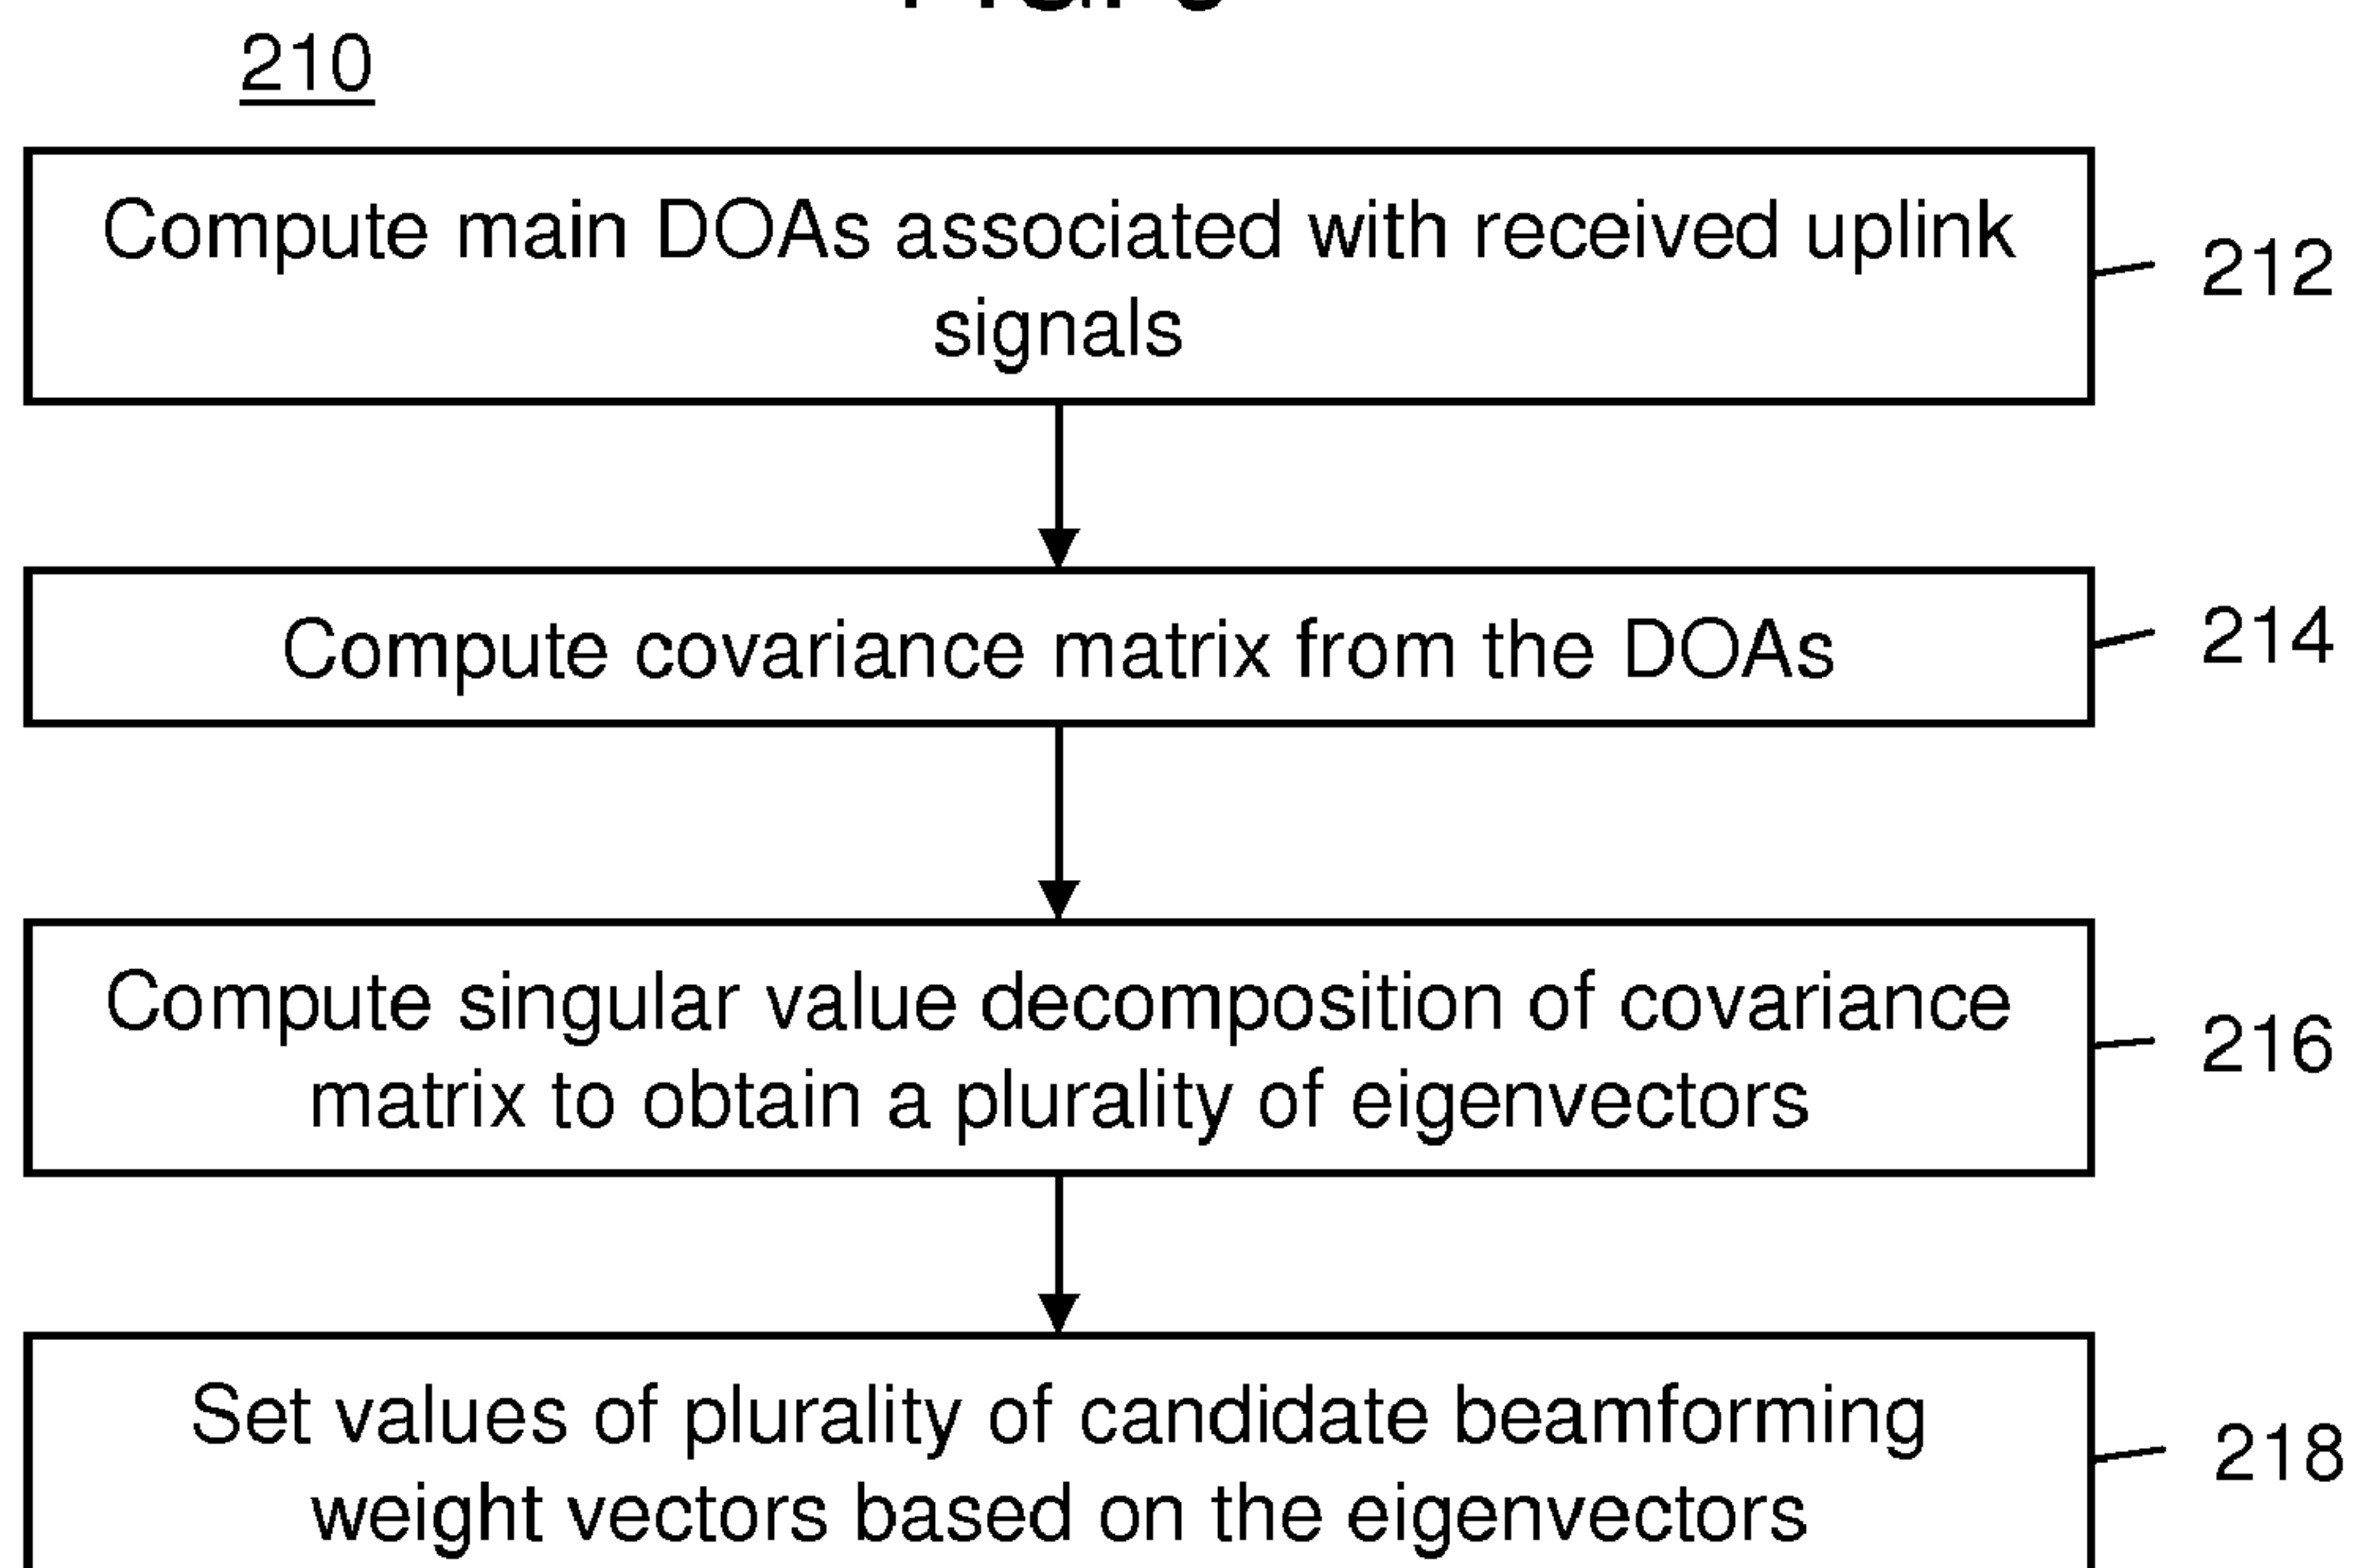 210
Compute main DOAs associated with received uplink
signals
212
Compute covariance matrix from the DOAs
214
Compute singular value decomposition of covariance
matrix to obtain a plurality of eigenvectors
216
Set values of plurality of candidate beamforming
weight vectors based on the eigenvectors
218